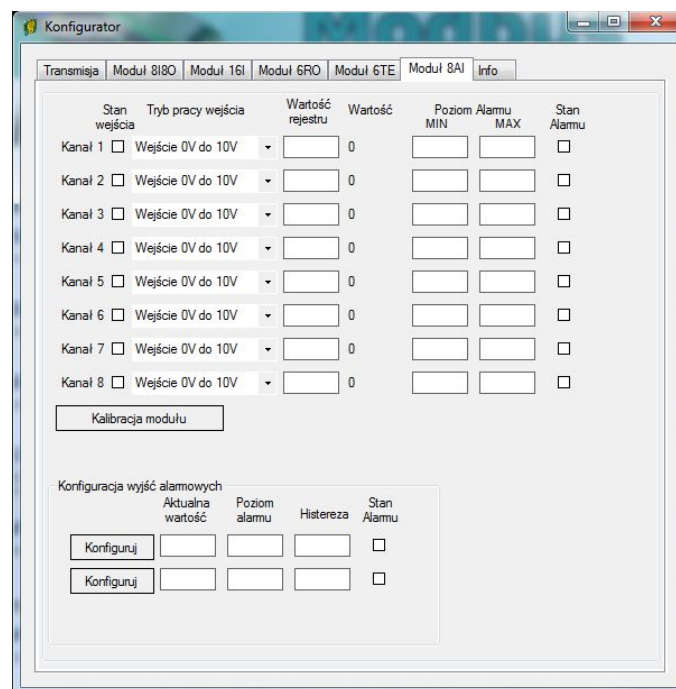 Konfigurator
Modbus
Transmisja Moduł 8I8O Moduł 16I Moduł 6RO Moduł 6TE Moduł 8AI Info
Stan wejścia Tryb pracy wejścia Wartość rejestru Wartość Poziom Alarmu MIN MAX Stan Alarmu
Kanał 1 Wejście 0V do 10V 0
Kanał 2 Wejście 0V do 10V 0
Kanał 3 Wejście 0V do 10V 0
Kanał 4 Wejście 0V do 10V 0
Kanał 5 Wejście 0V do 10V 0
Kanał 6 Wejście 0V do 10V 0
Kanał 7 Wejście 0V do 10V 0
Kanał 8 Wejście 0V do 10V 0
Kalibracja modułu
Konfiguracja wyjść alarmowych
Aktualna wartość Poziom alarmu Histereza Stan Alarmu
Konfiguruj
Konfiguruj